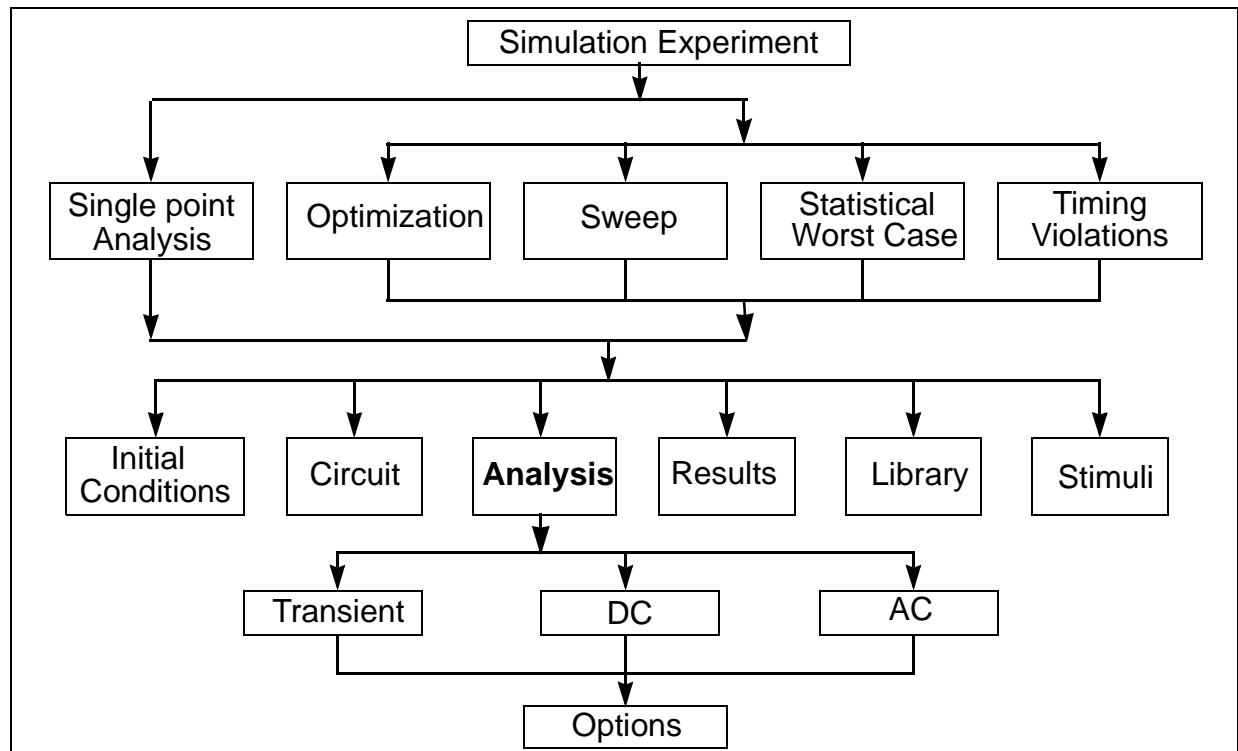 Simulation Experiment
Single point
Analysis
Optimization
Sweep
Statistical
Worst Case
Timing
Violations
Initial
Conditions
Circuit
Analysis
Results
Library
Stimuli
Transient
DC
AC
Options